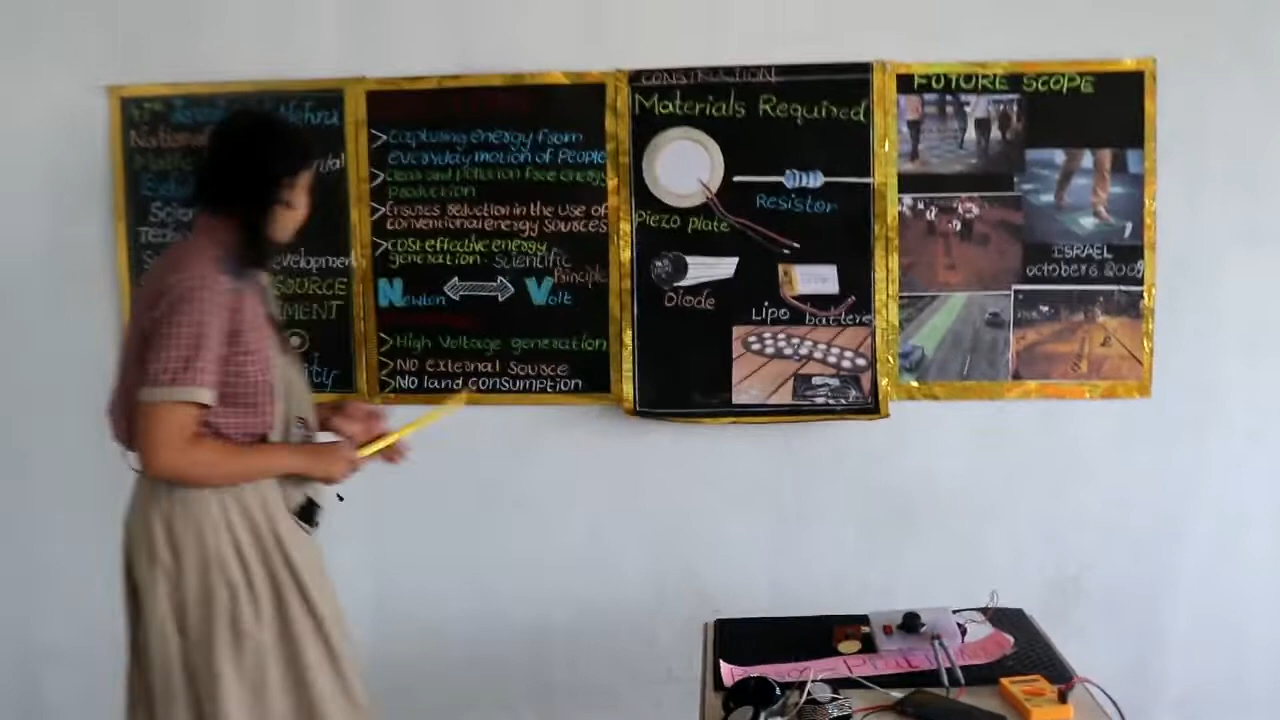 Nehru
National
Scien
evelopment
SOURCE
MENT
ity
>Capturing energy from
everyday motion of PEOPLE
>Clean and pollution free energy
production
>Ensures reduction in the use of
conventional energy sources
>Cost effective energy
generation. Scientific
Principle
Newton Volt
>High Voltage generation
>NO external source
>NO land consumption
CONSTRUCTION
Materials Required
Resistor
Piezo plate
Diode
Lipo battery
FUTURE SCOPE
ISRAEL
october 6 2009